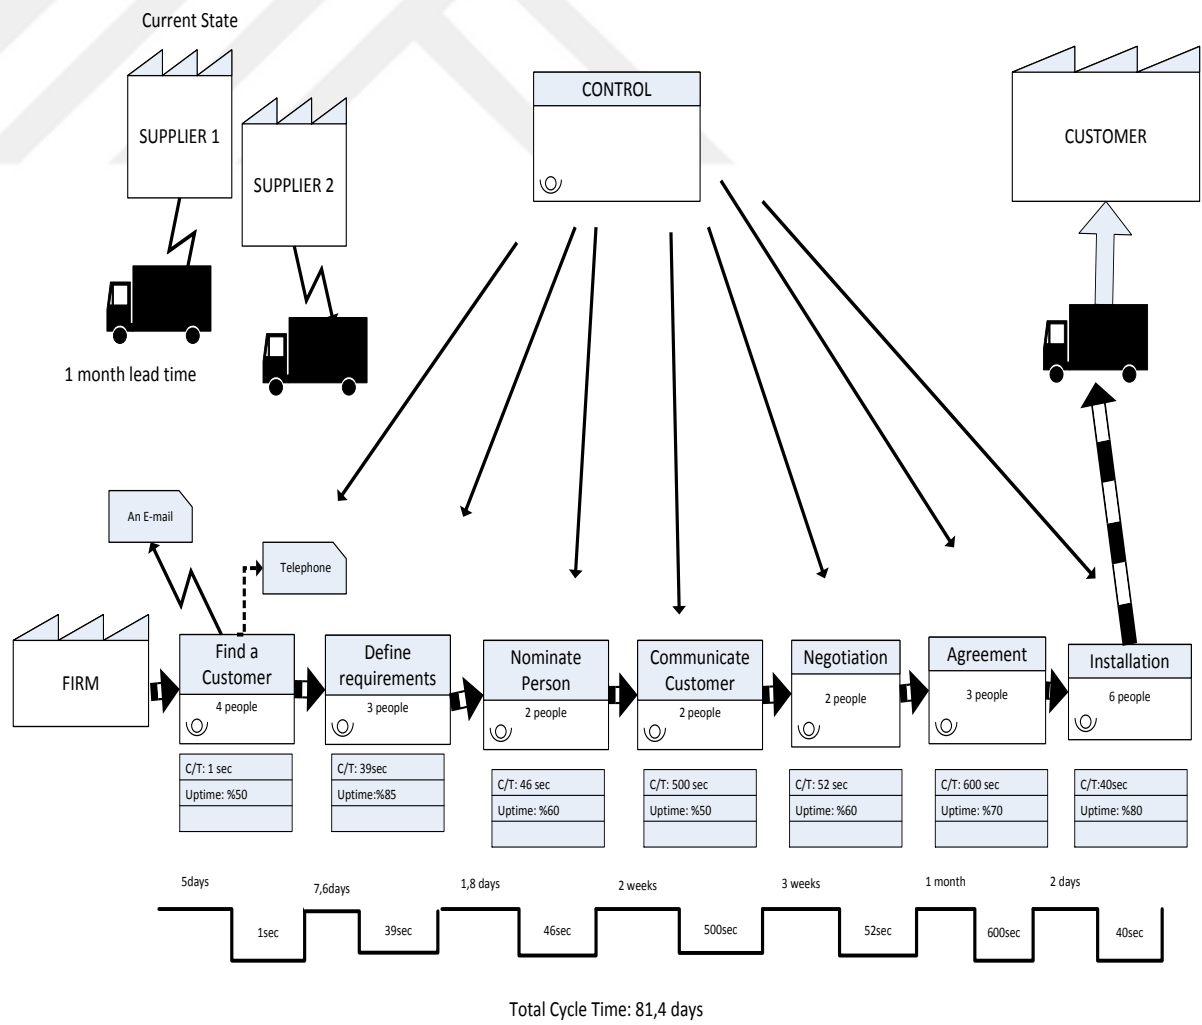 Current State
SUPPLIER 1
SUPPLIER 2
CONTROL
CUSTOMER
1 month lead time
An E-mail
Telephone
FIRM
Find a
Customer
4 people
Define
requirements
3 people
Nominate
Person
2 people
Communicate
Customer
2 people
Negotiation
2 people
Agreement
3 people
Installation
6 people
C/T: 1 sec
Uptime: %50
C/T: 39sec
Uptime:%85
C/T: 46 sec
Uptime: %60
C/T: 500 sec
Uptime: %50
C/T: 52 sec
Uptime: %60
C/T: 600 sec
Uptime: %70
C/T:40sec
Uptime: %80
5days
7,6days
1,8 days
2 weeks
3 weeks
1 month
2 days
1sec
39sec
46sec
500sec
52sec
600sec
40sec
Total Cycle Time: 81,4 days